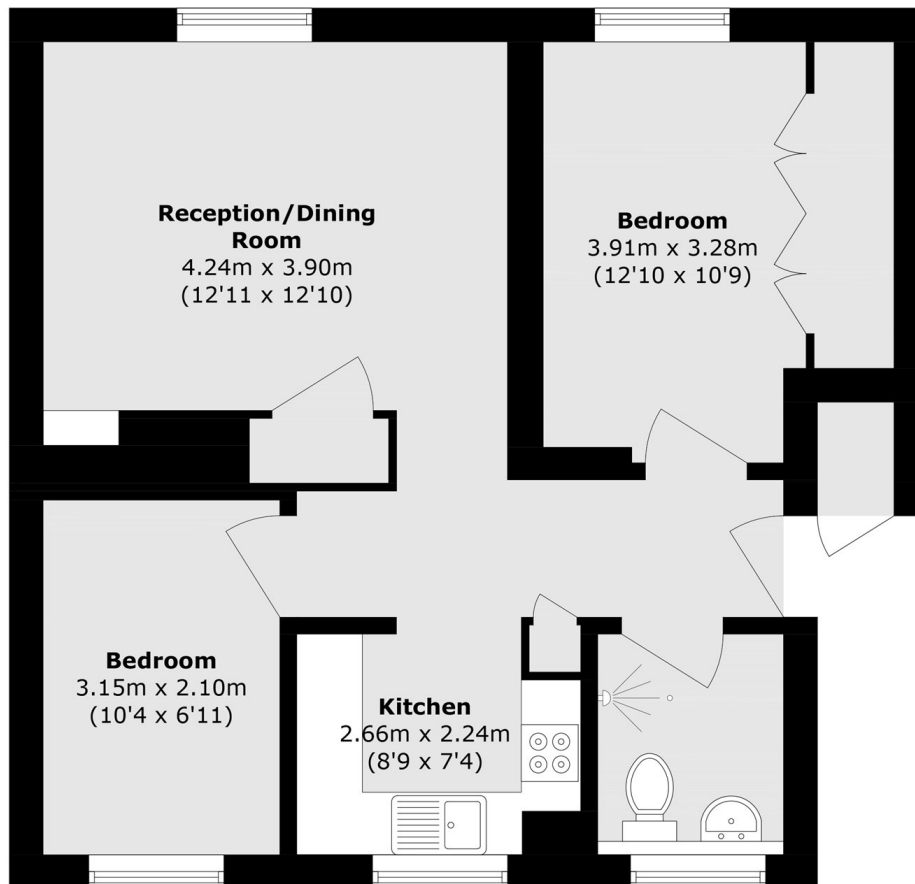 Reception/Dining
Room
4.24m x 3.90m
(12'11 x 12'10)
Bedroom
3.91m x 3.28m
(12'10 x 10'9)
Bedroom
3.15m x 2.10m
(10'4 x 6'11)
Kitchen
2.66m x 2.24m
(8'9 x 7'4)